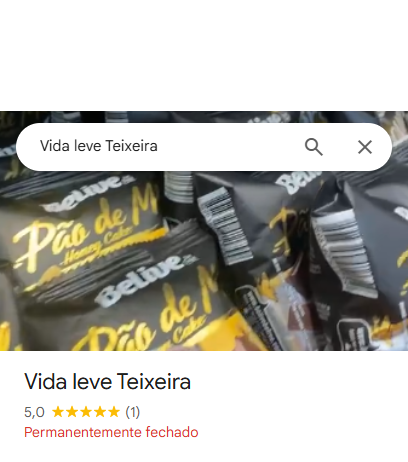 Vida leve Teixeira
Belive
Belive
Pão de M
Honey Cake
Belive
Pão de M
Cake
Vida leve Teixeira
5,0 (1)
Permanentemente fechado